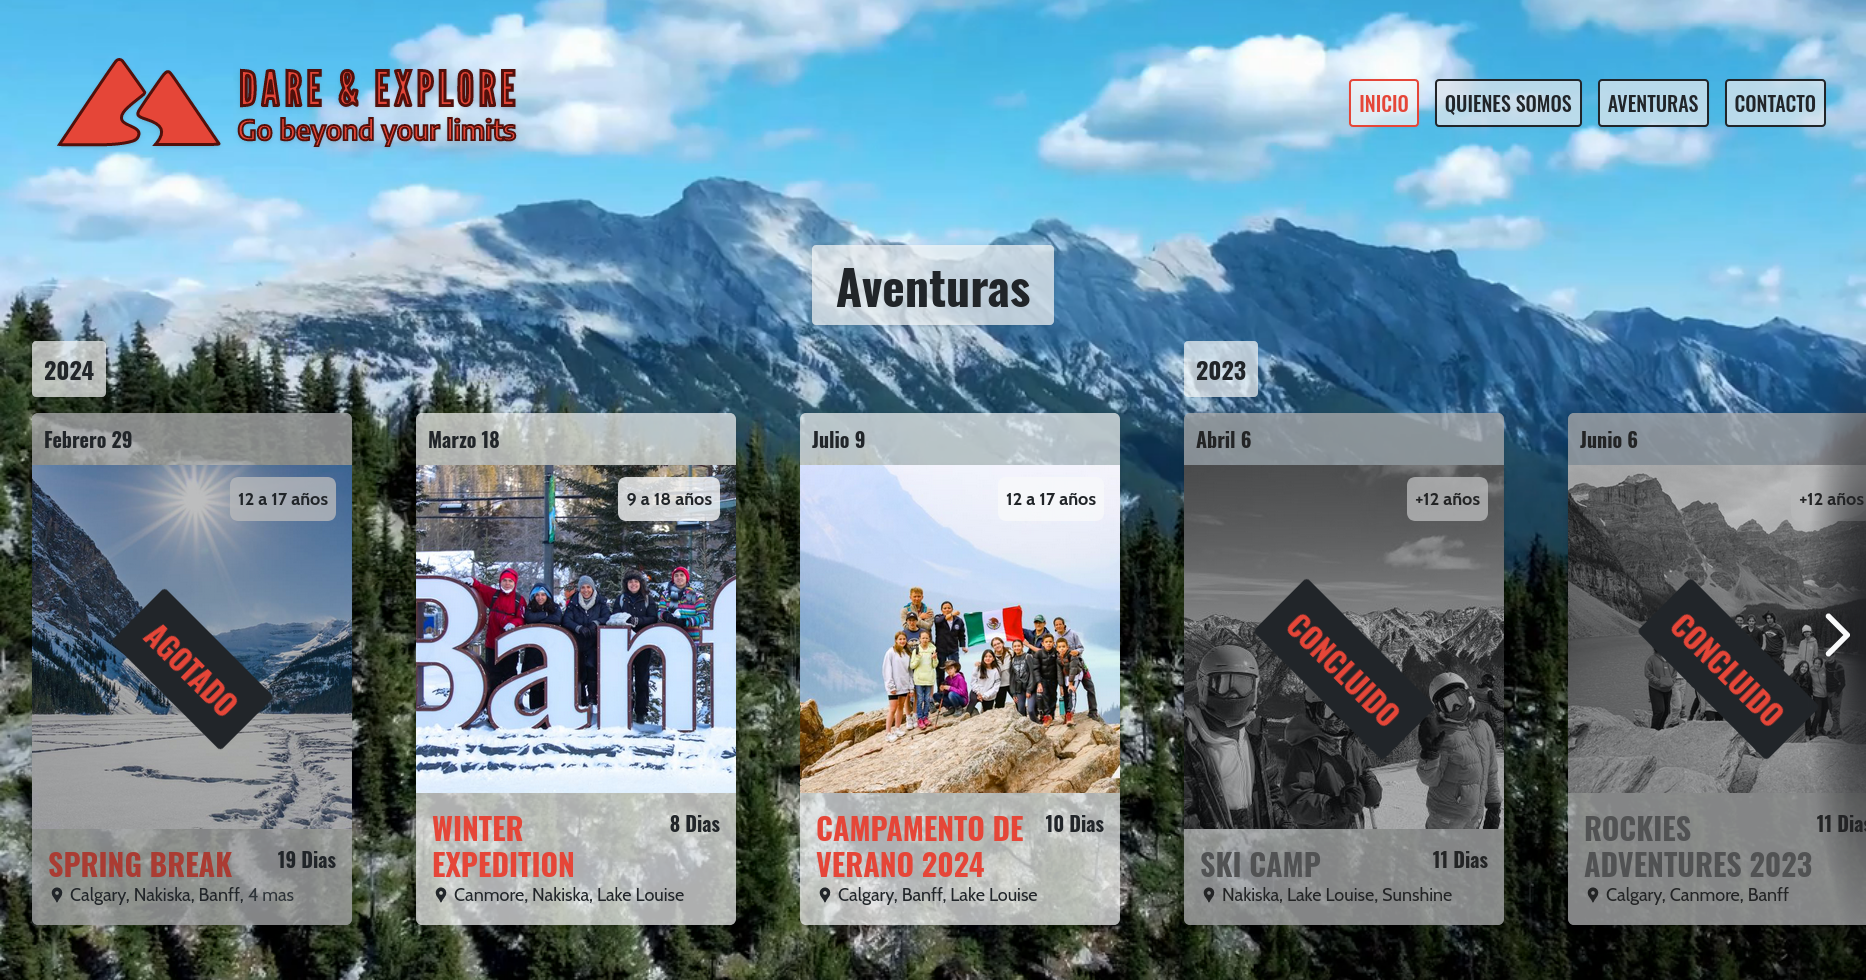 DARE & EXPLORE
Go beyond your limits
INICIO
QUIENES SOMOS
AVENTURAS
CONTACTO
Aventuras
2024
2023
Febrero 29
12 a 17 años
AGOTADO
SPRING BREAK
19 Dias
Calgary, Nakiska, Banff, 4 mas
Marzo 18
9 a 18 años
Banf
WINTER
EXPEDITION
8 Dias
Canmore, Nakiska, Lake Louise
Julio 9
12 a 17 años
CAMPAMENTO DE
VERANO 2024
10 Dias
Calgary, Banff, Lake Louise
Abril 6
+12 años
CONCLUIDO
SKI CAMP
11 Dias
Nakiska, Lake Louise, Sunshine
Junio 6
+12 años
CONCLUIDO
ROCKIES
ADVENTURES 2023
11 Dias
Calgary, Canmore, Banff